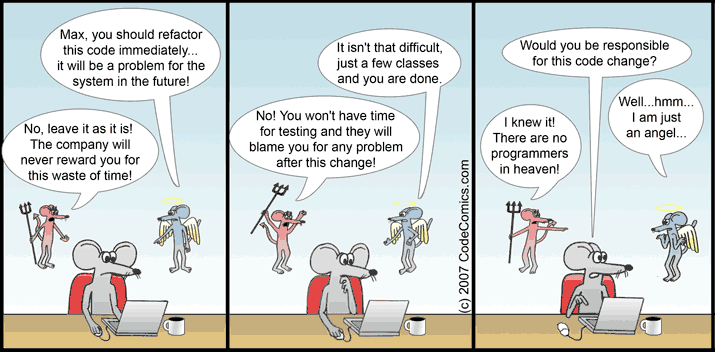 Max, you should refactor
this code immediately...
it will be a problem for the
system in the future!
No, leave it as it is!
The company will
never reward you for
this waste of time!
It isn't that difficult,
just a few classes
and you are done.
No! You won't have time
for testing and they will
blame you for any problem
after this change!
(c) 2007 CodeComics.com
Would you be responsible
for this code change?
Well...hmm...
I am just
an angel...
I knew it!
There are no
programmers
in heaven!